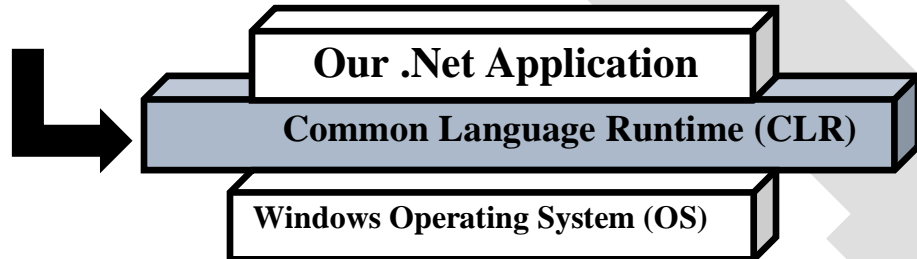 Our .Net Application
Common Language Runtime (CLR)
Windows Operating System (OS)